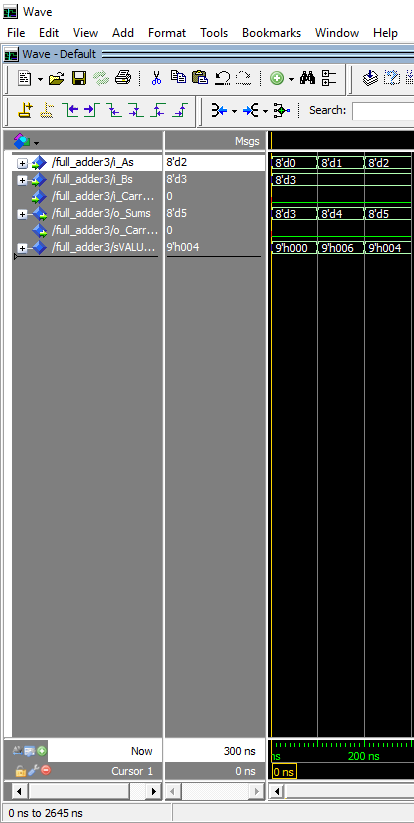 Wave
File Edit View Add Format Tools Bookmarks Window Help
Wave - Default
Search:
Msgs
/full_adder3/i_As 8'd2 8'd0 8'd1 8'd2
/full_adder3/i_Bs 8'd3 8'd3
/full_adder3/i_Carr... 0
/full_adder3/o_Sums 8'd5 8'd3 8'd4 8'd5
/full_adder3/o_Carr... 0
/full_adder3/sVALU... 9'h004 9'h000 9'h006 9'h004
Now 300 ns ns 200 ns
Cursor 1 0 ns 0 ns
0 ns to 2645 ns